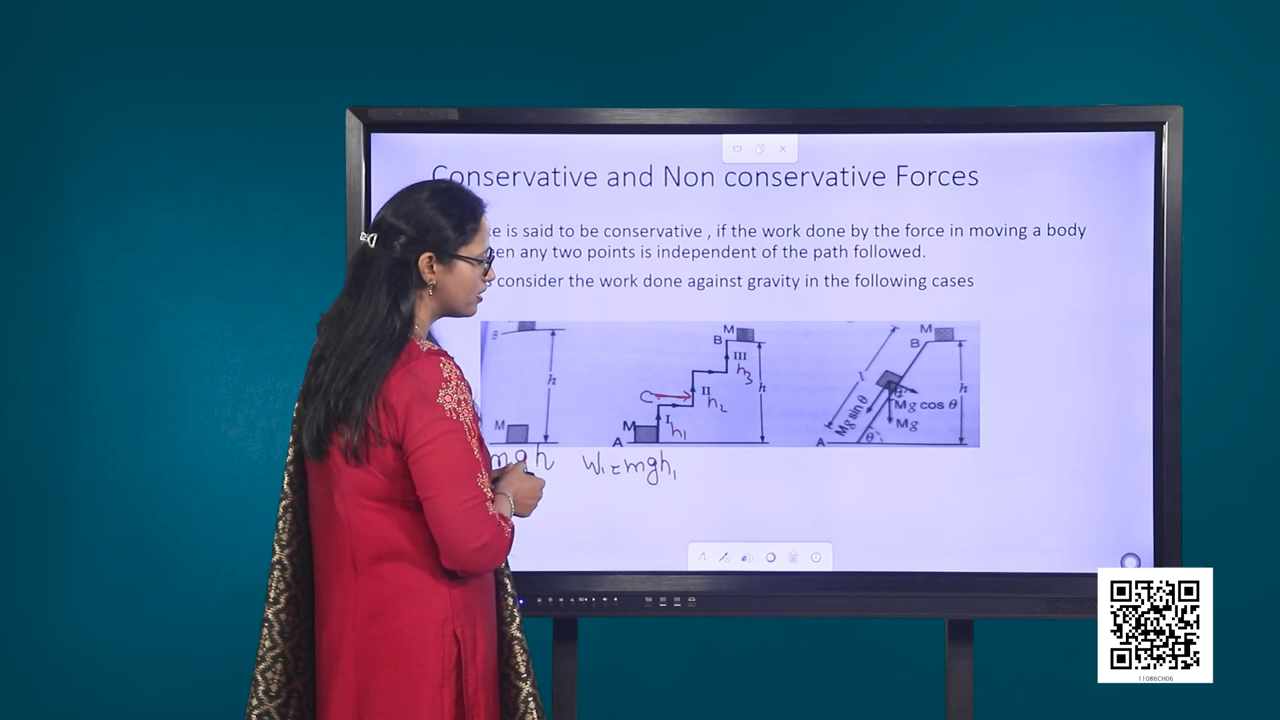 Conservative and Non conservative Forces
ce is said to be conservative , if the work done by the force in moving a body
en any two points is independent of the path followed.
consider the work done against gravity in the following cases
B
h
M
M
B
III
h3
C
II
h2
h
M
I
h1
A
M
B
l
h
Mg sin θ
Mg cos θ
Mg
θ
A
mgh
W1 = mgh1
11086CH06